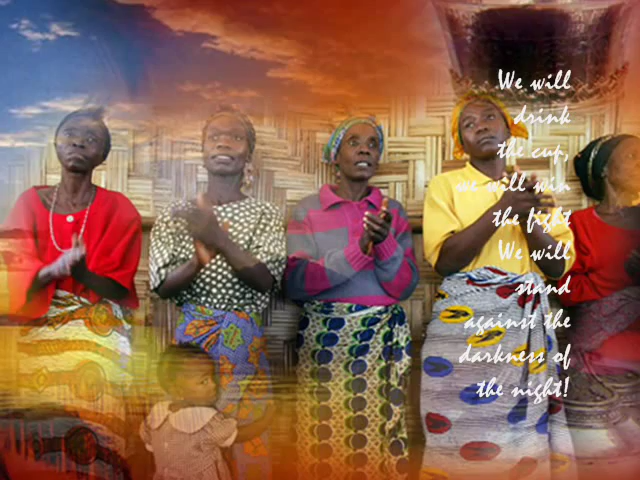 We will
drink
the cup,
we will win
the fight
We will
stand
against the
darkness of
the night!